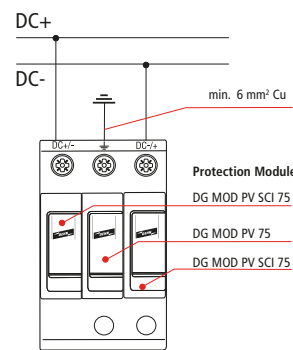 DC+
DC-
min. 6 mm² Cu
DC+/-
DC-/+
Protection Module
DG MOD PV SCI 75
DG MOD PV 75
DG MOD PV SCI 75